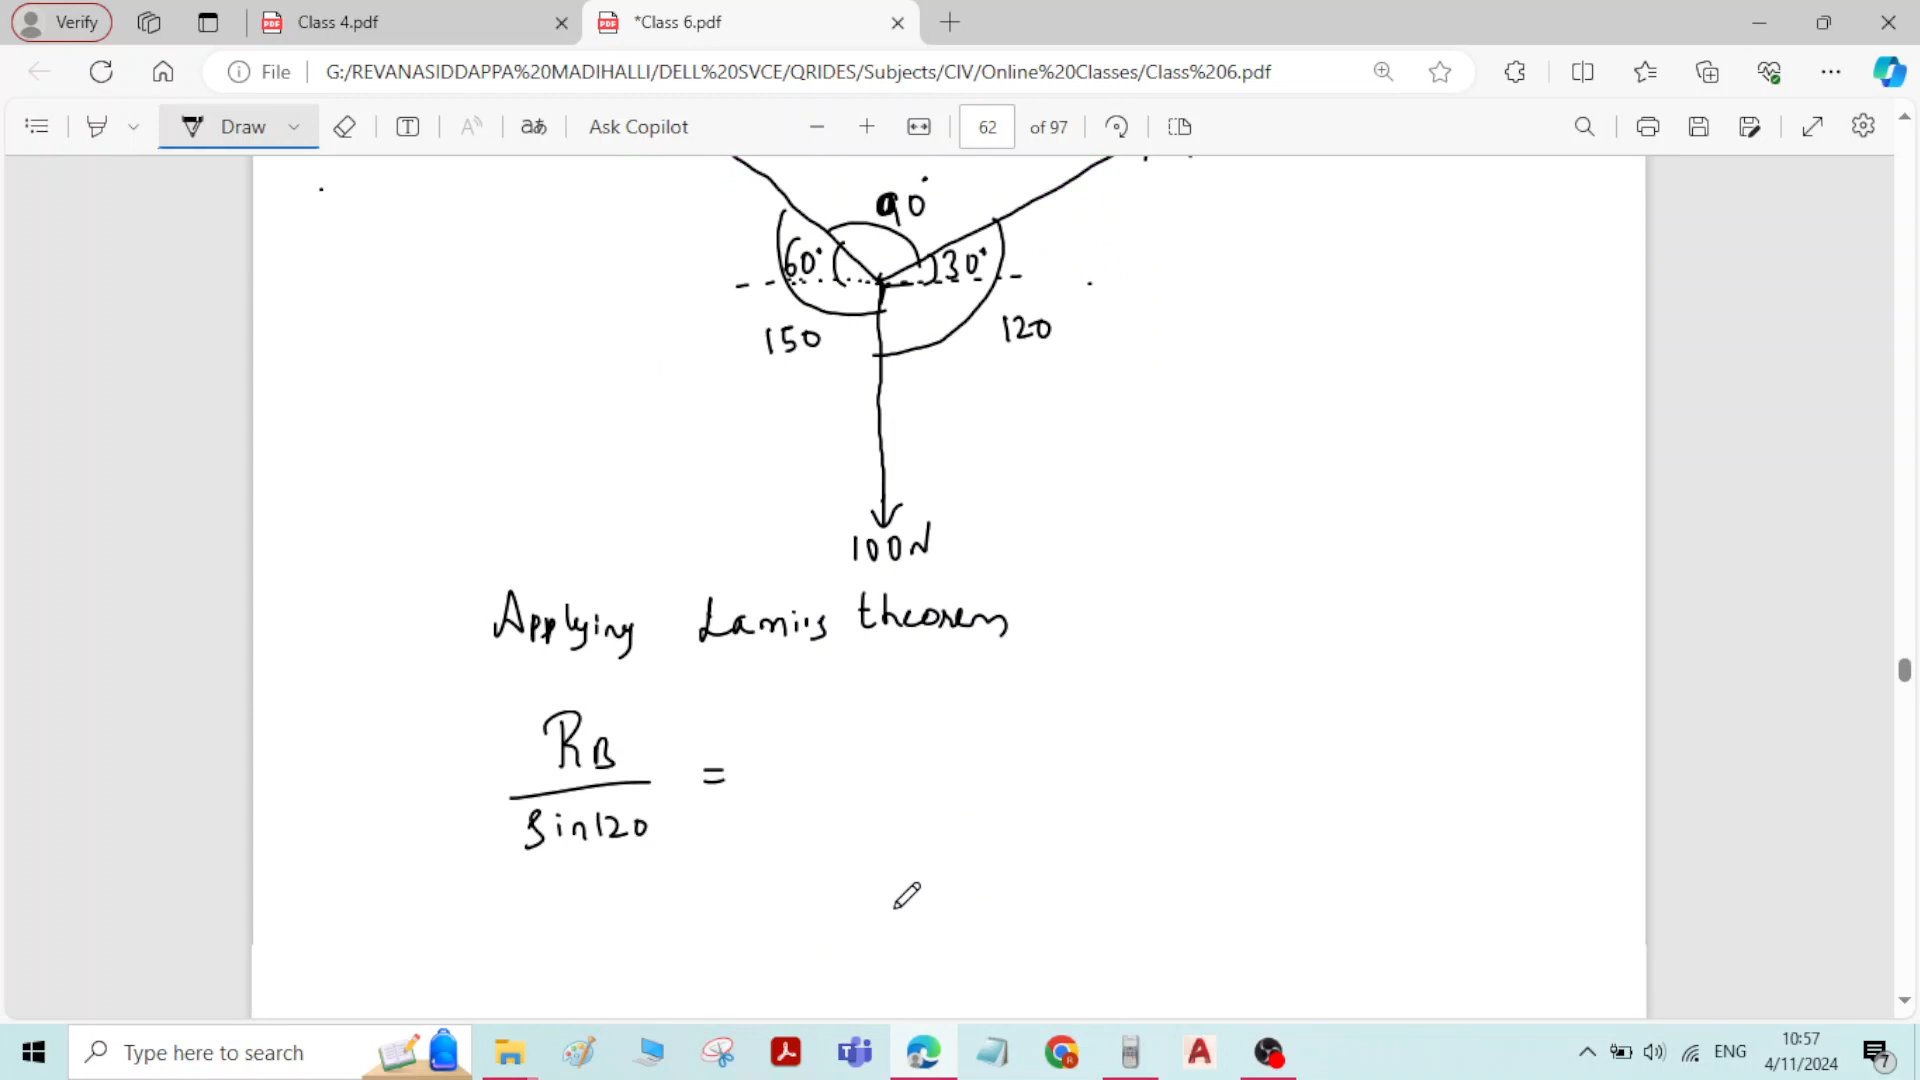 Verify
Class 4.pdf
*Class 6.pdf
File
G:/REVANASIDDAPPA%20MADIHALLI/DELL%20SVCE/QRIDES/Subjects/CIV/Online%20Classes/Class%206.pdf
Draw
Ask Copilot
62 of 97
90°
60° 30°
150 120
100N
Applying Lami's theorem
RB
=
Sin120
Type here to search
ENG
10:57
4/11/2024
7